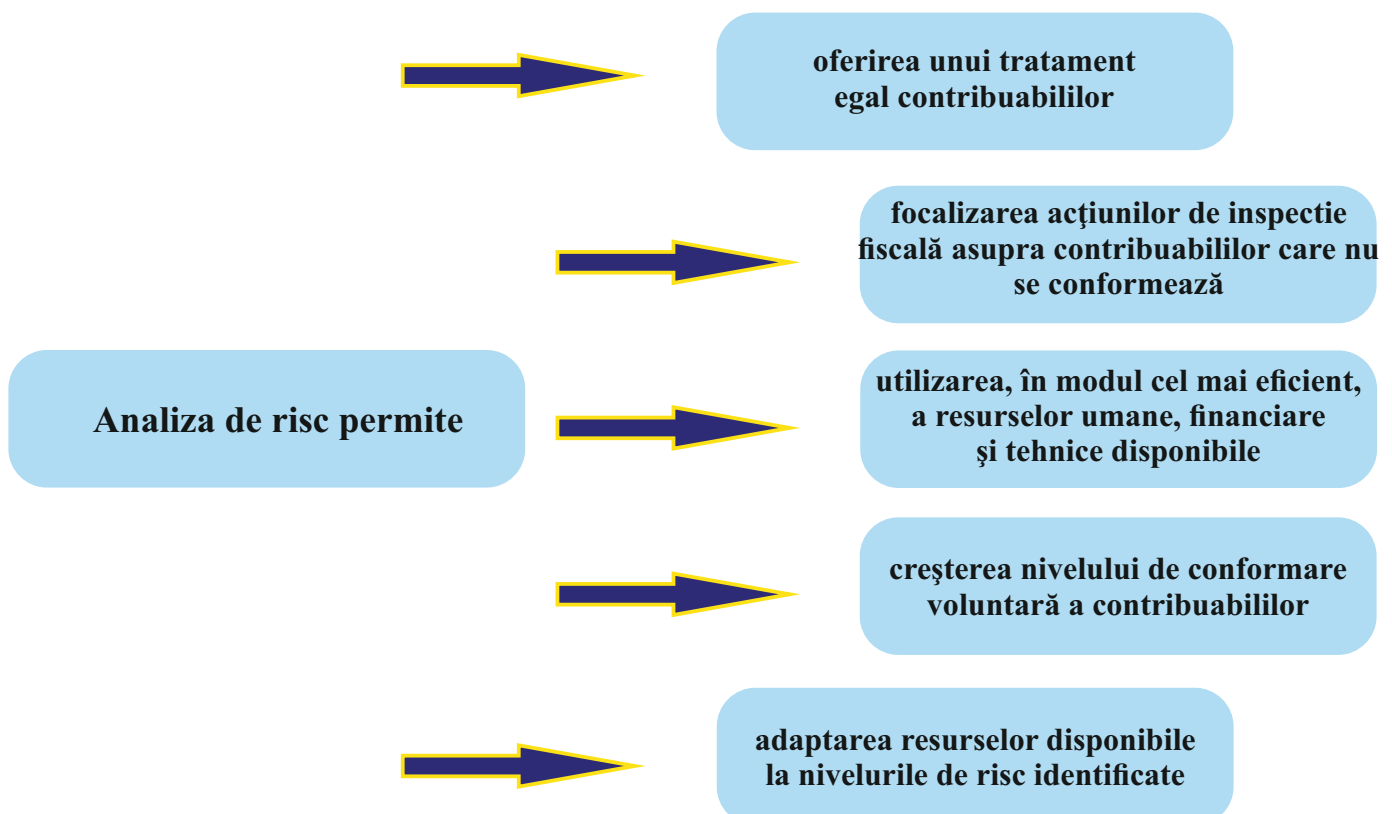 oferirea unui tratament
egal contribuabililor
focalizarea acţiunilor de inspectie
fiscală asupra contribuabililor care nu
se conformează
Analiza de risc permite
utilizarea, în modul cel mai eficient,
a resurselor umane, financiare
şi tehnice disponibile
creşterea nivelului de conformare
voluntară a contribuabililor
adaptarea resurselor disponibile
la nivelurile de risc identificate